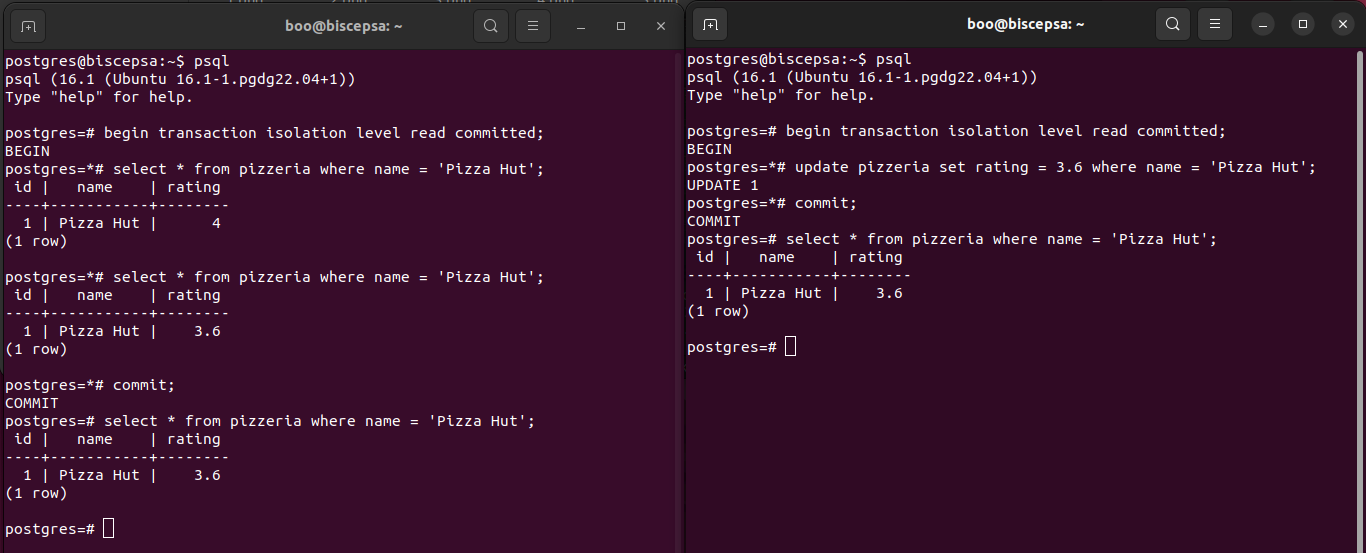 boo@biscepsa: ~
postgres@biscepsa:~$ psql
psql (16.1 (Ubuntu 16.1-1.pgdg22.04+1))
Type "help" for help.

postgres=# begin transaction isolation level read committed;
BEGIN
postgres=*# select * from pizzeria where name = 'Pizza Hut';
 id |   name    | rating
----+-----------+--------
  1 | Pizza Hut |      4
(1 row)

postgres=*# select * from pizzeria where name = 'Pizza Hut';
 id |   name    | rating
----+-----------+--------
  1 | Pizza Hut |    3.6
(1 row)

postgres=*# commit;
COMMIT
postgres=# select * from pizzeria where name = 'Pizza Hut';
 id |   name    | rating
----+-----------+--------
  1 | Pizza Hut |    3.6
(1 row)

postgres=#
boo@biscepsa: ~
postgres@biscepsa:~$ psql
psql (16.1 (Ubuntu 16.1-1.pgdg22.04+1))
Type "help" for help.

postgres=# begin transaction isolation level read committed;
BEGIN
postgres=*# update pizzeria set rating = 3.6 where name = 'Pizza Hut';
UPDATE 1
postgres=*# commit;
COMMIT
postgres=# select * from pizzeria where name = 'Pizza Hut';
 id |   name    | rating
----+-----------+--------
  1 | Pizza Hut |    3.6
(1 row)

postgres=#